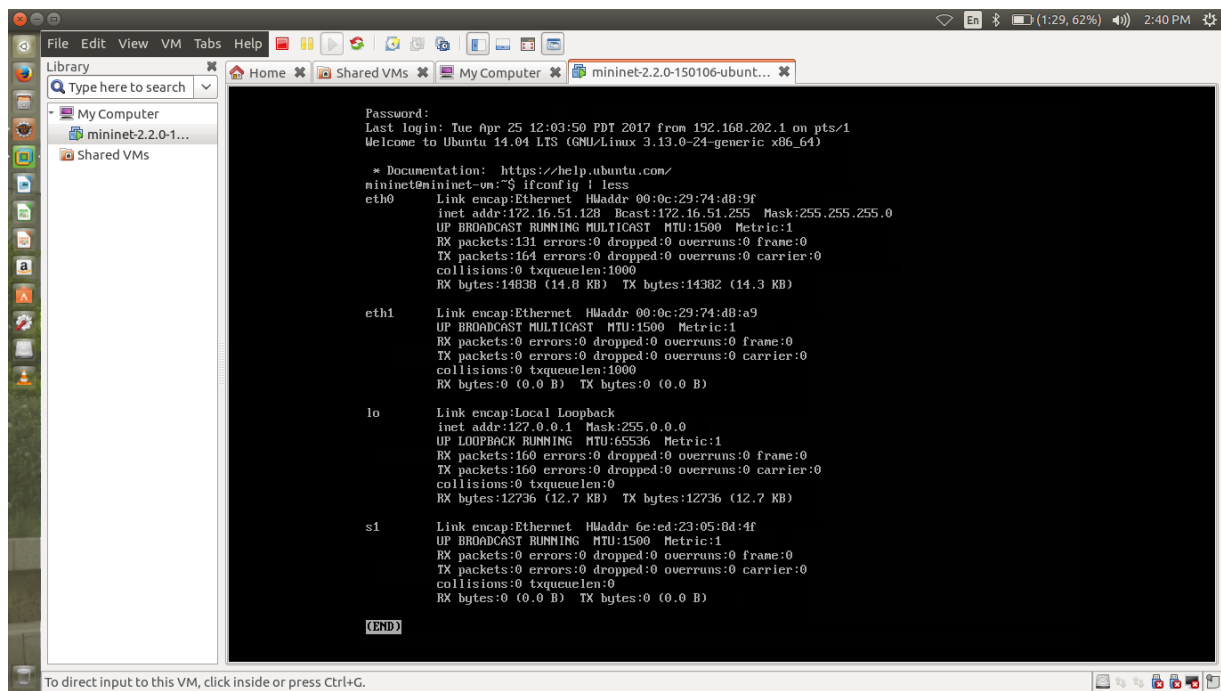 En (1:29, 62%) 2:40 PM
File Edit View VM Tabs Help
Library
Home Shared VMs My Computer mininet-2.2.0-150106-ubunt...
Type here to search
My Computer
mininet-2.2.0-1...
Shared VMs
Password:
Last login: Tue Apr 25 12:03:50 PDT 2017 from 192.168.202.1 on pts/1
Welcome to Ubuntu 14.04 LTS (GNU/Linux 3.13.0-24-generic x86_64)
* Documentation: https://help.ubuntu.com/
mininet@mininet-vm:~$ ifconfig | less
eth0 Link encap:Ethernet HWaddr 00:0c:29:74:d8:9f
inet addr:172.16.51.128 Bcast:172.16.51.255 Mask:255.255.255.0
UP BROADCAST RUNNING MULTICAST MTU:1500 Metric:1
RX packets:131 errors:0 dropped:0 overruns:0 frame:0
TX packets:164 errors:0 dropped:0 overruns:0 carrier:0
collisions:0 txqueuelen:1000
RX bytes:14838 (14.8 KB) TX bytes:14382 (14.3 KB)
eth1 Link encap:Ethernet HWaddr 00:0c:29:74:d8:a9
UP BROADCAST MULTICAST MTU:1500 Metric:1
RX packets:0 errors:0 dropped:0 overruns:0 frame:0
TX packets:0 errors:0 dropped:0 overruns:0 carrier:0
collisions:0 txqueuelen:1000
RX bytes:0 (0.0 B) TX bytes:0 (0.0 B)
lo Link encap:Local Loopback
inet addr:127.0.0.1 Mask:255.0.0.0
UP LOOPBACK RUNNING MTU:65536 Metric:1
RX packets:160 errors:0 dropped:0 overruns:0 frame:0
TX packets:160 errors:0 dropped:0 overruns:0 carrier:0
collisions:0 txqueuelen:0
RX bytes:12736 (12.7 KB) TX bytes:12736 (12.7 KB)
s1 Link encap:Ethernet HWaddr 6e:ed:23:05:8d:4f
UP BROADCAST RUNNING MTU:1500 Metric:1
RX packets:0 errors:0 dropped:0 overruns:0 frame:0
TX packets:0 errors:0 dropped:0 overruns:0 carrier:0
collisions:0 txqueuelen:0
RX bytes:0 (0.0 B) TX bytes:0 (0.0 B)
(END)
To direct input to this VM, click inside or press Ctrl+G.